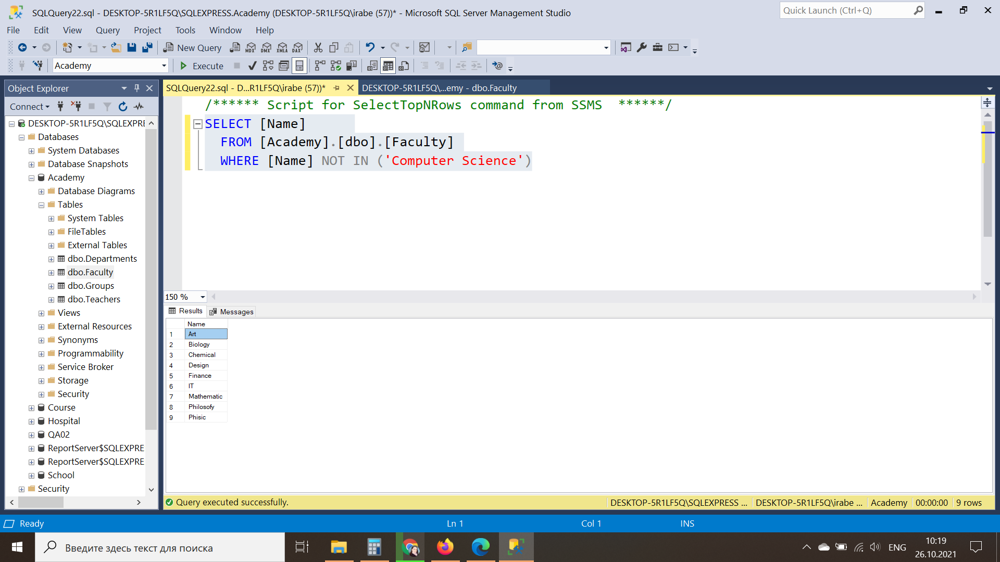 SQLQuery22.sql - DESKTOP-5R1LF5Q\SQLEXPRESS.Academy (DESKTOP-5R1LF5Q\irabe (57))* - Microsoft SQL Server Management Studio
Quick Launch (Ctrl+Q)
File Edit View Query Project Tools Window Help
New Query MDX DMX XMLA DAX
Academy Execute
Object Explorer
SQLQuery22.sql - D...R1LF5Q\irabe (57))* DESKTOP-5R1LF5Q\...emy - dbo.Faculty
Connect
DESKTOP-5R1LF5Q\SQLEXPRE
Databases
System Databases
Database Snapshots
Academy
Database Diagrams
Tables
System Tables
FileTables
External Tables
dbo.Departments
dbo.Faculty
dbo.Groups
dbo.Teachers
Views
External Resources
Synonyms
Programmability
Service Broker
Storage
Security
Course
Hospital
QA02
ReportServer$SQLEXPRE
ReportServer$SQLEXPRE
School
Security
/****** Script for SelectTopNRows command from SSMS ******/
SELECT [Name]
FROM [Academy].[dbo].[Faculty]
WHERE [Name] NOT IN ('Computer Science')
150 %
Results Messages
Name
1 Art
2 Biology
3 Chemical
4 Design
5 Finance
6 IT
7 Mathematic
8 Philosofy
9 Phisic
Query executed successfully. DESKTOP-5R1LF5Q\SQLEXPRESS ... DESKTOP-5R1LF5Q\irabe ... Academy 00:00:00 9 rows
Ready Ln 1 Col 1 INS
Введите здесь текст для поиска
ENG
10:19
26.10.2021